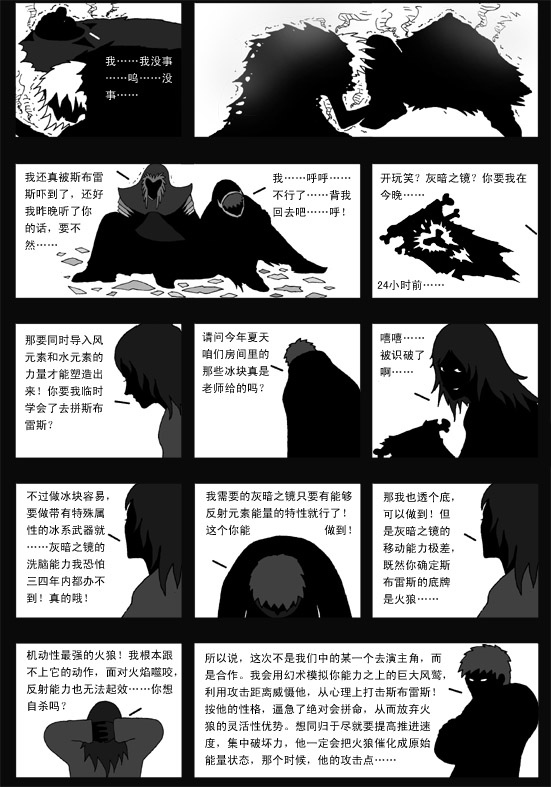 我……我没事
……呜……没
事……
我还真被斯布雷
斯吓到了，还好
我昨晚听了你
的话，要不
然……
我……呼呼……
不行了……背我
回去吧……呼！
开玩笑？灰暗之镜？你要我在
今晚……
24小时前……
那要同时导入风
元素和水元素的
力量才能塑造出
来！你要我临时
学会了去拼斯布
雷斯？
请问今年夏天
咱们房间里的
那些冰块真是
老师给的吗？
嘻嘻……
被识破了
啊……
不过做冰块容易，
要做带有特殊属
性的冰系武器就
……灰暗之镜的
洗脑能力我恐怕
三四年内都办不
到！真的哦！
我需要的灰暗之镜只要有能够
反射元素能量的特性就行了！
这个你能 做到！
那我也透个底，
可以做到！但
是灰暗之镜的
移动能力极差，
既然你确定斯
布雷斯的底牌
是火狼……
机动性最强的火狼！我根本跟
不上它的动作，面对火焰噬咬，
反射能力也无法起效……你想
自杀吗？
所以说，这次不是我们中的某一个去演主角，而
是合作。我会用幻术模拟你能力之上的巨大风鹫，
利用攻击距离威慑他，从心理上打击斯布雷斯！
按他的性格，逼急了绝对会拼命，从而放弃火
狼的灵活性优势。想同归于尽就要提高推进速
度，集中破坏力，他一定会把火狼催化成原始
能量状态，那个时候，他的攻击点……